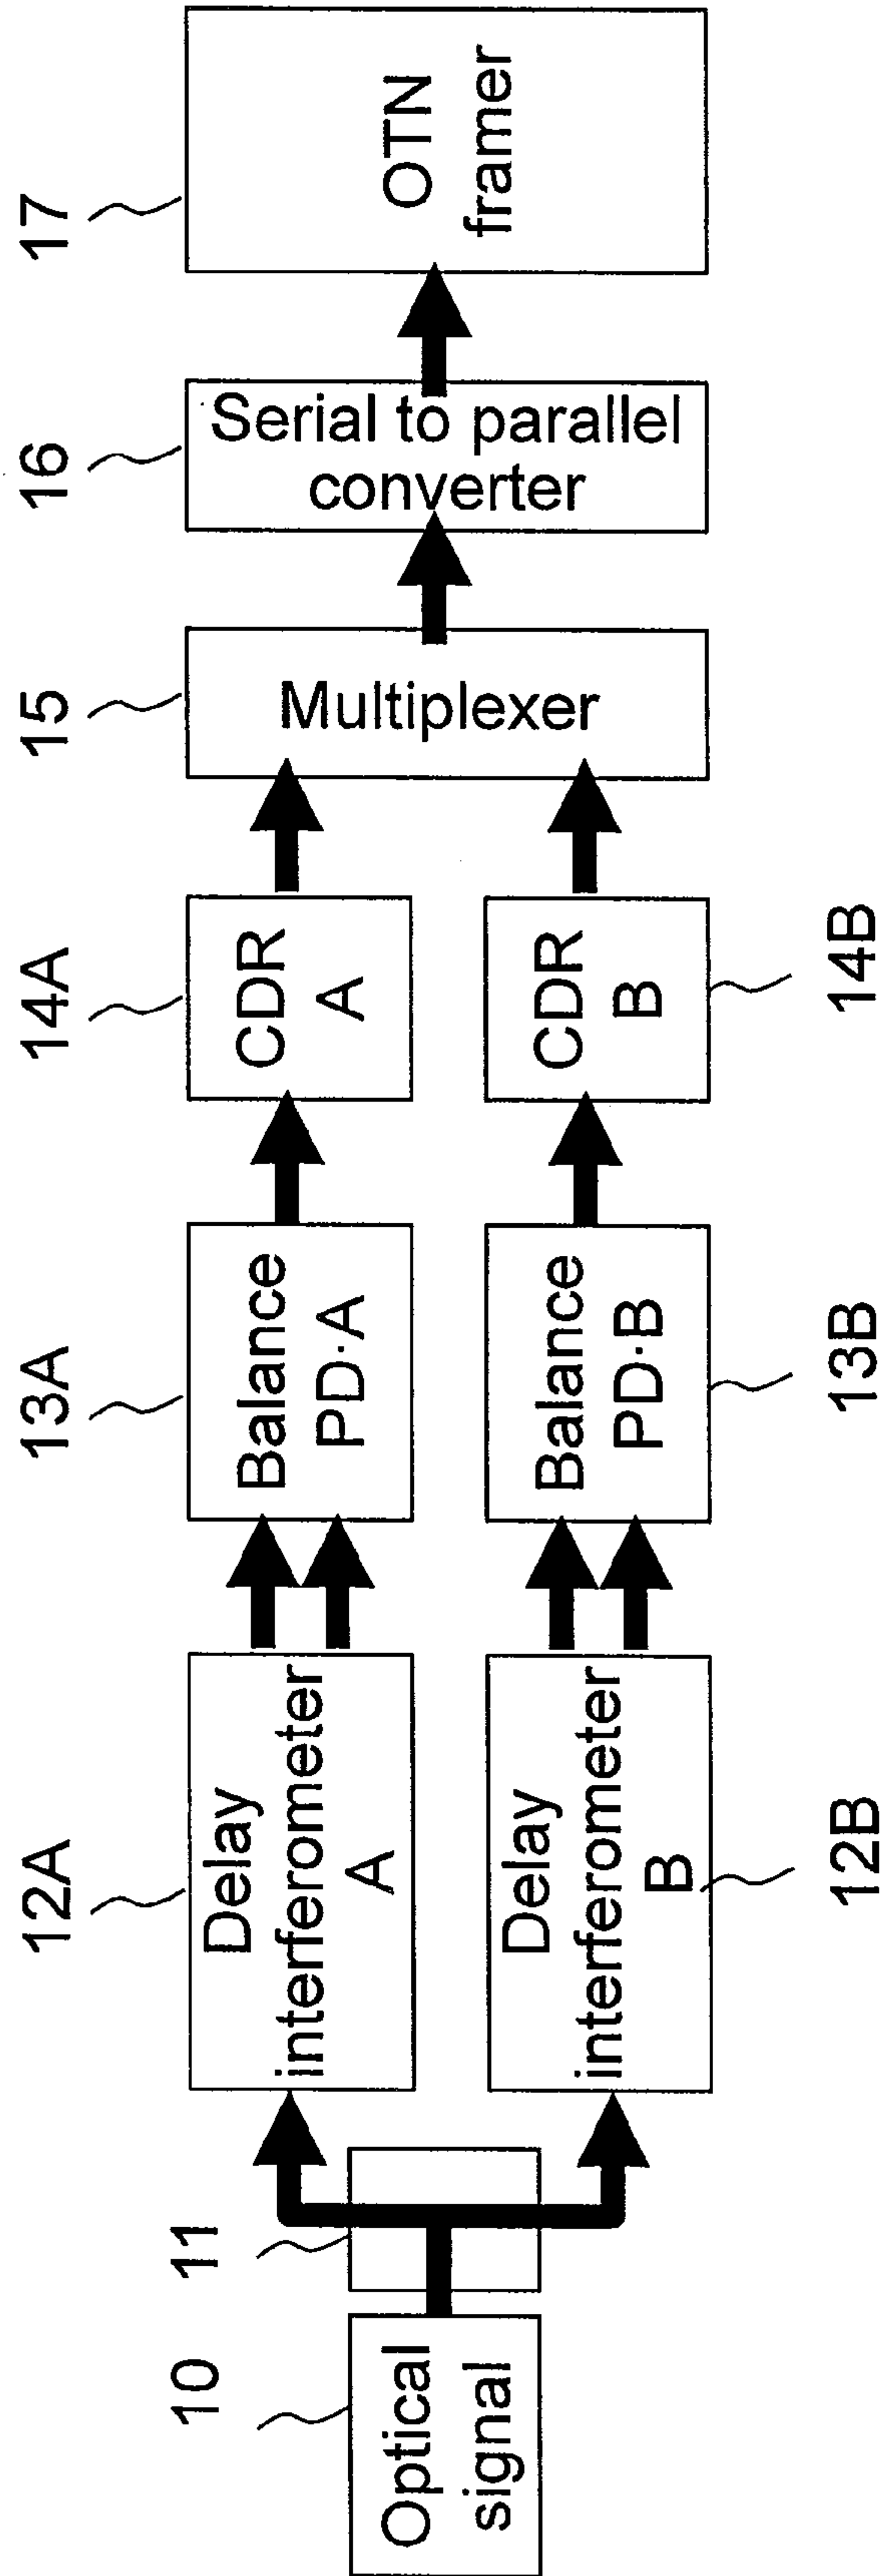 10
Optical
signal
11
12A
Delay
interferometer
A
12B
Delay
interferometer
B
13A
Balance
PD·A
13B
Balance
PD·B
14A
CDR
A
14B
CDR
B
15
Multiplexer
16
Serial to parallel
converter
17
OTN
framer